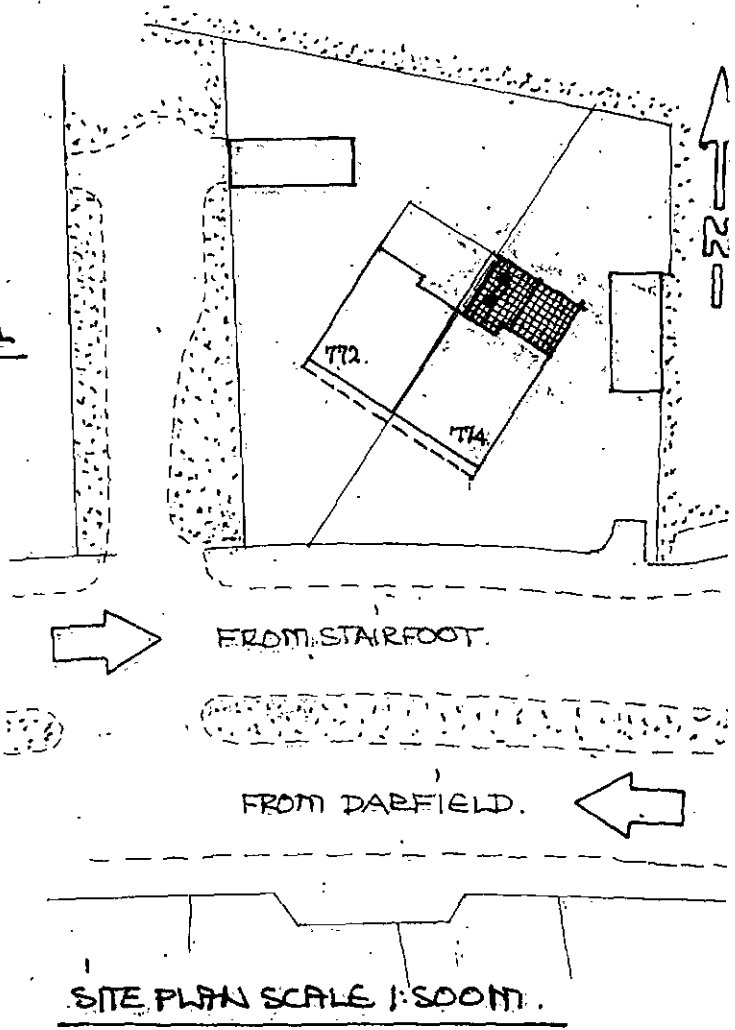 N
772.
774
FROM STAIRFOOT.
FROM DARFIELD.
SITE PLAN SCALE 1:500M.